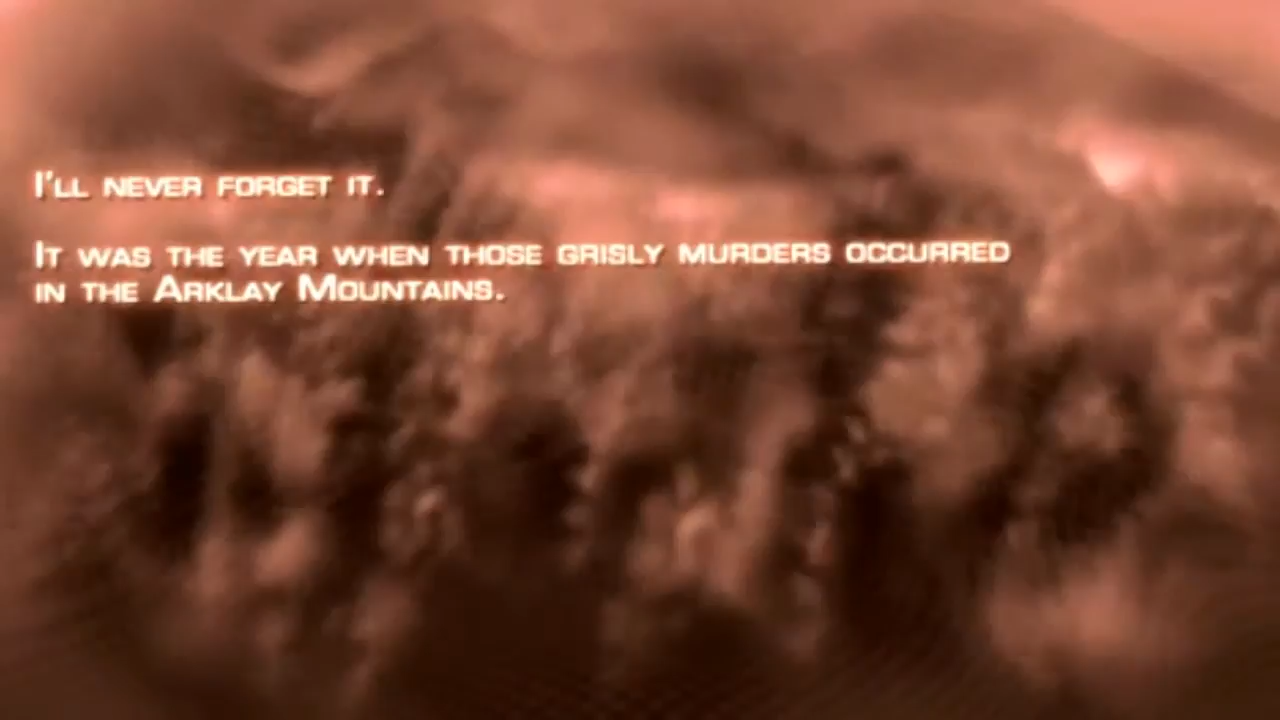 I'll never forget it.
It was the year when those grisly murders occurred
in the Arklay Mountains.